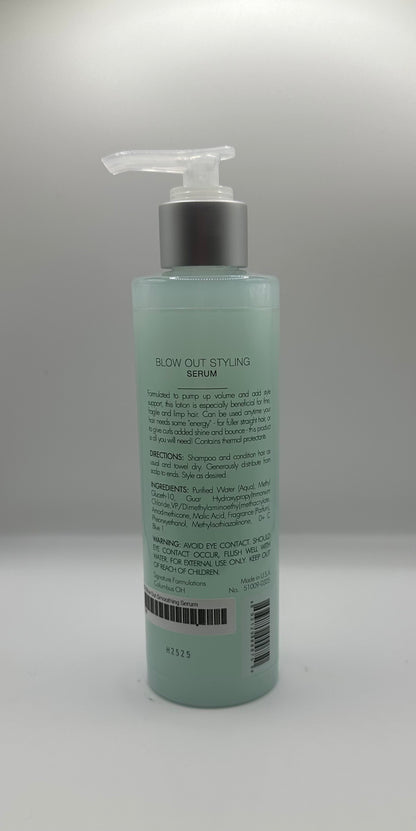 BLOW OUT STYLING
SERUM
Formulated to pump up volume and add style
support, this lotion is especially beneficial for fine,
fragile and limp hair. Can be used anytime your
hair needs some "energy" - for fuller straight hair, or
to give curls added shine and bounce - this product
is all you will need! Contains thermal protectants.
DIRECTIONS: Shampoo and condition hair as
usual and towel dry. Generously distribute from
scalp to ends. Style as desired.
INGREDIENTS: Purified Water (Aqua), Methyl
Gluceth-10, Guar Hydroxypropyltrimonium
Chloride, VP/Dimethylaminoethylmethacrylate,
Amodimethicone, Malic Acid, Fragrance (Parfum),
Phenoxyethanol, Methylisothiazolinone, D+ C
Blue 1
WARNING: AVOID EYE CONTACT. SHOULD
EYE CONTACT OCCUR, FLUSH WELL WITH
WATER. FOR EXTERNAL USE ONLY. KEEP OUT
OF REACH OF CHILDREN.
Signature Formulations
Made in U.S.A.
Columbus OH
No. 51009-0325
Smoothing Serum
H2525